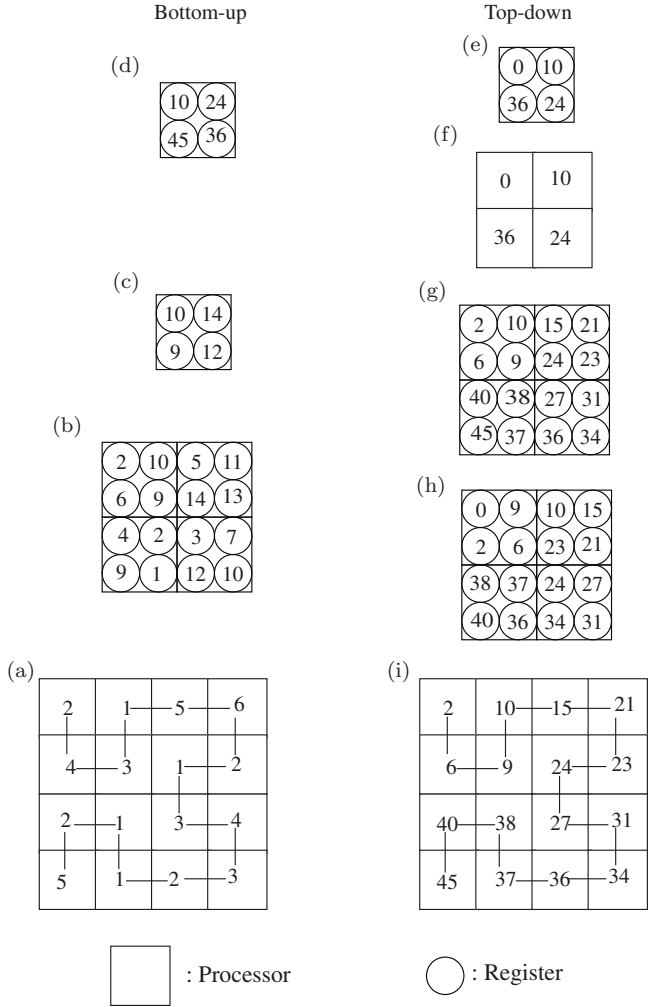 Bottom-up
(d)
10 24
45 36
(c)
10 14
9 12
(b)
2 10 5 11
6 9 14 13
4 2 3 7
9 1 12 10
(a)
2 1 5 6
4 3 1 2
2 1 3 4
5 1 2 3
Top-down
(e)
0 10
36 24
(f)
0 10
36 24
(g)
2 10 15 21
6 9 24 23
40 38 27 31
45 37 36 34
(h)
0 9 10 15
2 6 23 21
38 37 24 27
40 36 34 31
(i)
2 10 15 21
6 9 24 23
40 38 27 31
45 37 36 34
: Processor
: Register